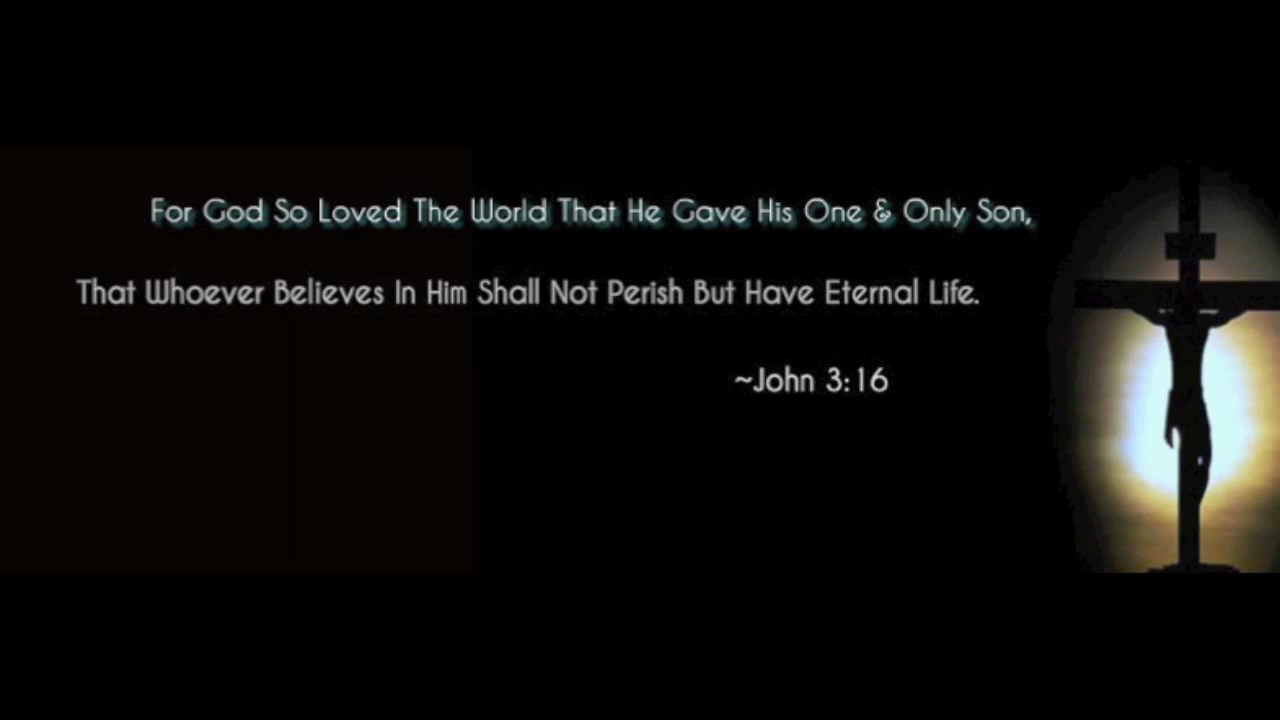 For God So Loved The World That He Gave His One & Only Son,
That Whoever Believes In Him Shall Not Perish But Have Eternal Life.
~John 3:16